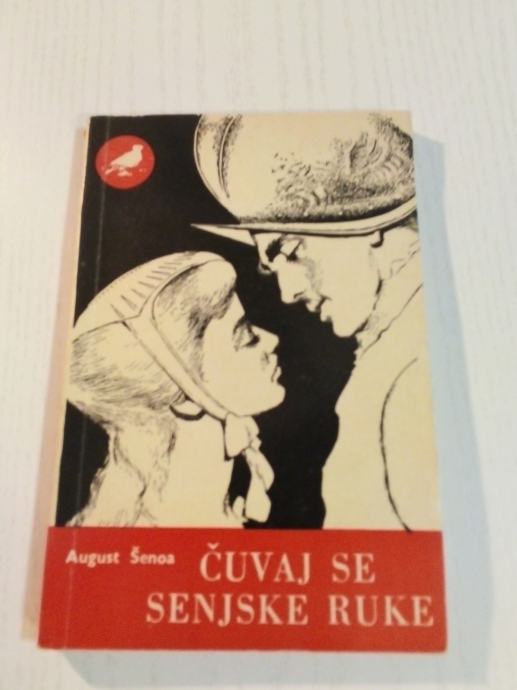 August Šenoa
ČUVAJ SE
SENJSKE RUKE